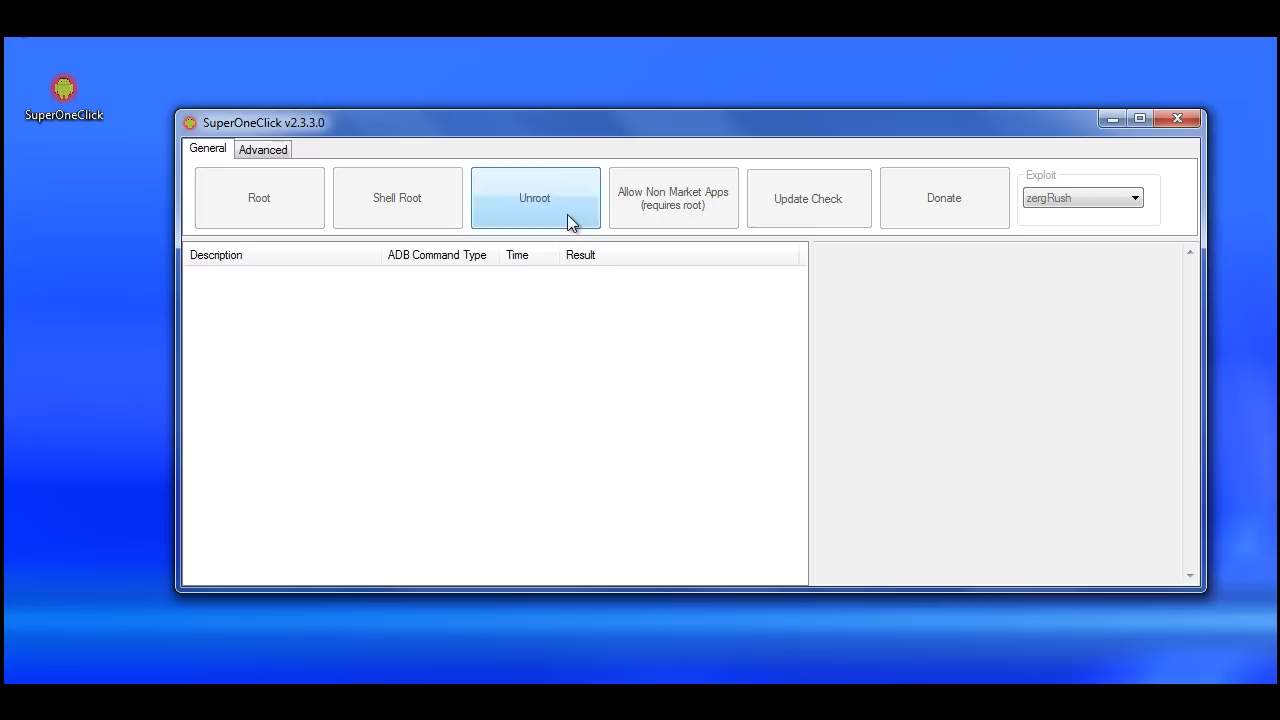 SuperOneClick
SuperOneClick v2.3.3.0
General
Advanced
Root
Shell Root
Unroot
Allow Non Market Apps
(requires root)
Update Check
Donate
Exploit
zergRush
Description
ADB Command Type
Time
Result